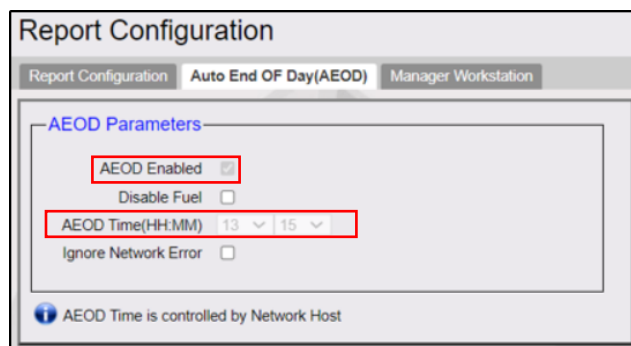 Report Configuration
Report Configuration Auto End OF Day(AEOD) Manager Workstation
AEOD Parameters
AEOD Enabled
Disable Fuel
AEOD Time(HH:MM) 13 15
Ignore Network Error
AEOD Time is controlled by Network Host